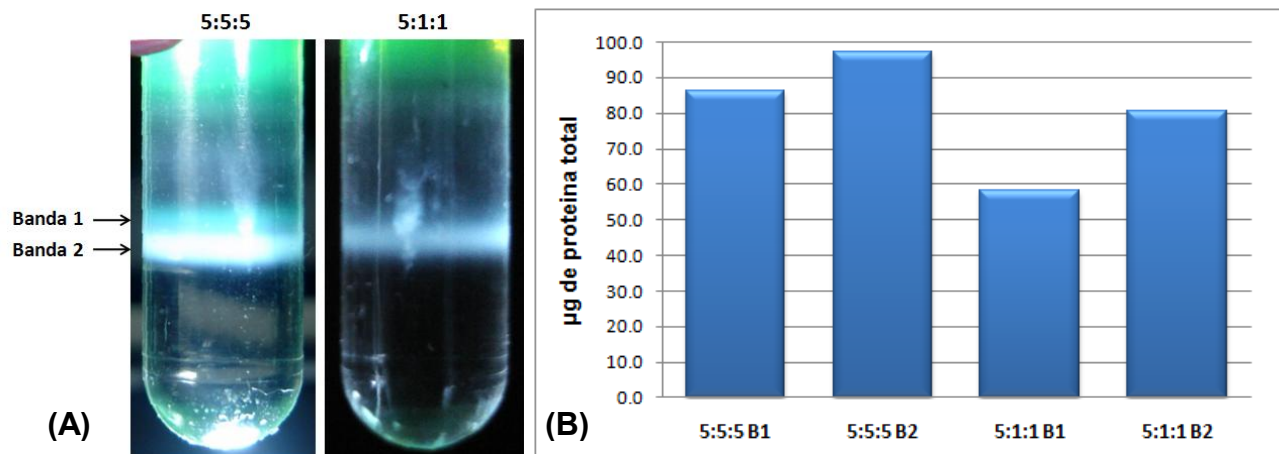 5:5:5
5:1:1
Banda 1
Banda 2
(A)
100.0
90.0
80.0
70.0
60.0
50.0
40.0
30.0
20.0
10.0
0.0
µg de proteina total
5:5:5 B1
5:5:5 B2
5:1:1 B1
5:1:1 B2
(B)